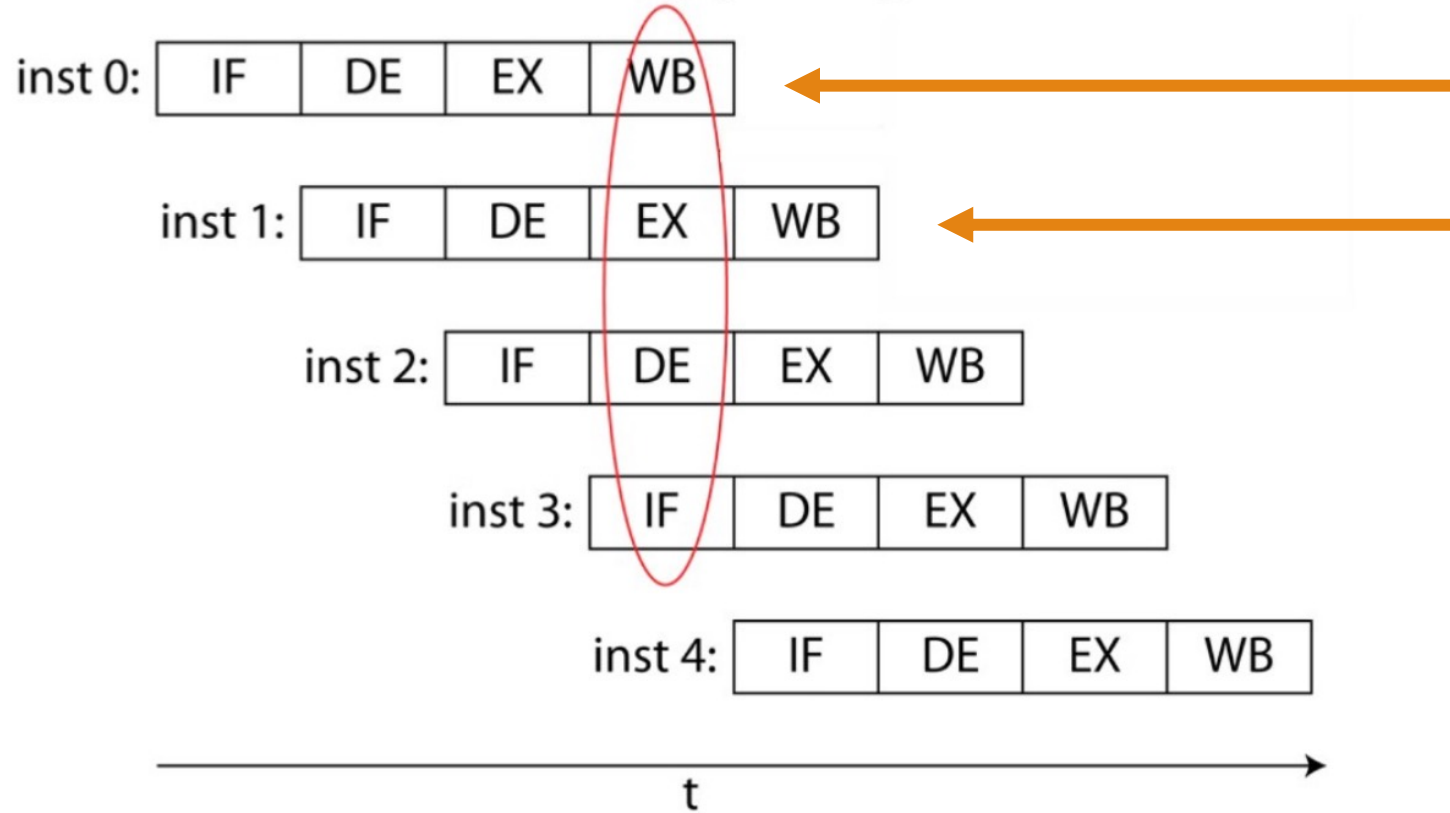 inst 0: IF DE EX WB
inst 1: IF DE EX WB
inst 2: IF DE EX WB
inst 3: IF DE EX WB
inst 4: IF DE EX WB
t